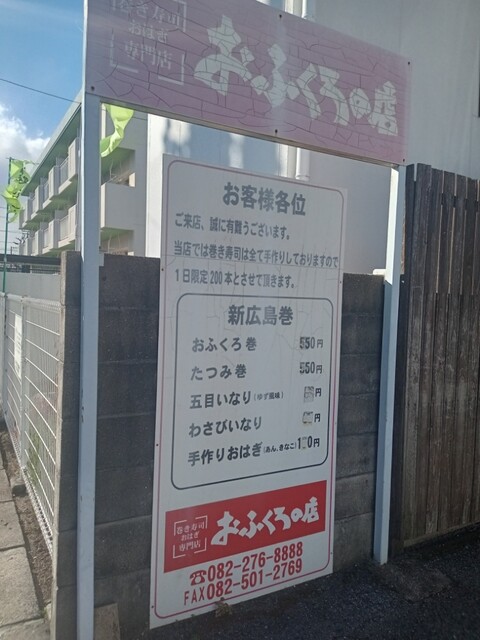 巻き寿司
おはぎ
専門店
おふくろの店
お客様各位
ご来店、誠に有難うございます。
当店では巻き寿司は全て手作りしておりますので
1日限定200本とさせて頂きます。
新広島巻
おふくろ巻 550円
たつみ巻 550円
五目いなり(ゆず風味) 円
わさびいなり 円
手作りおはぎ(あん、きなこ) 円
巻き寿司
おはぎ
専門店
おふくろの店
☎082-276-8888
FAX082-501-2769